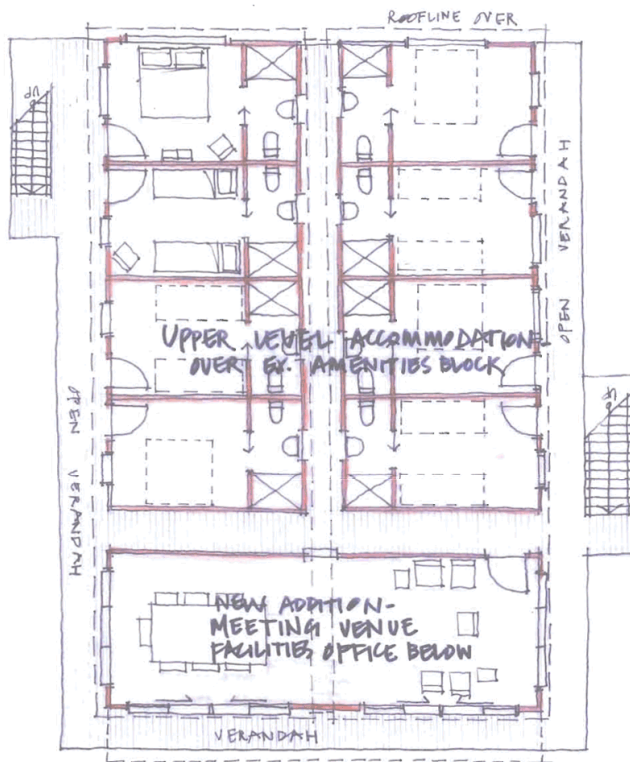 ROOFLINE OVER
UP
OPEN VERANDAH
UPPER LEVEL ACCOMMODATION
OVER EX. AMENITIES BLOCK
UP
OPEN VERANDAH
NEW ADDITION-
MEETING VENUE
FACILITIES OFFICE BELOW
VERANDAH